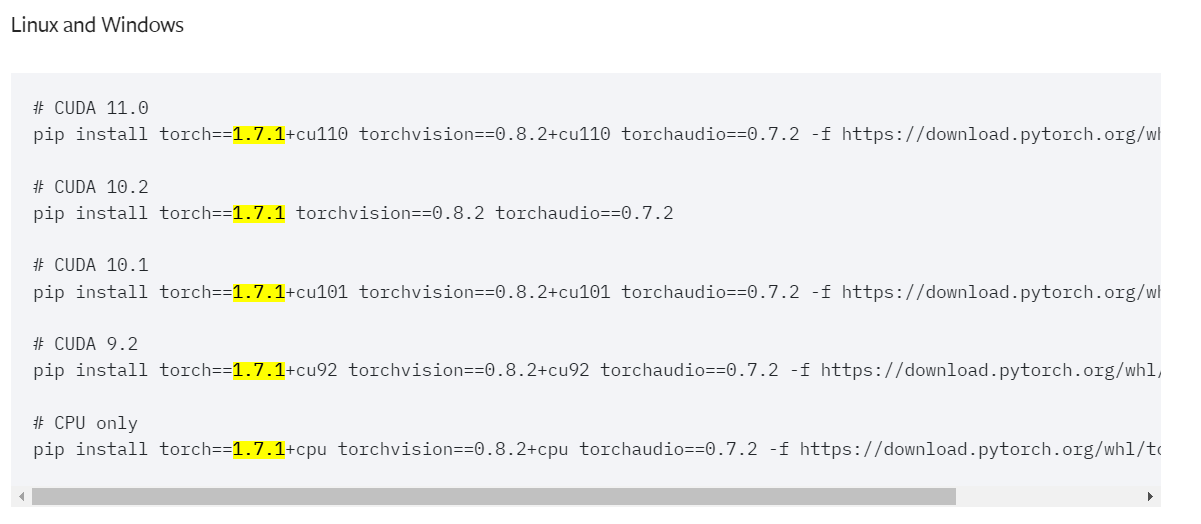 Linux and Windows
# CUDA 11.0
pip install torch==1.7.1+cu110 torchvision==0.8.2+cu110 torchaudio==0.7.2 -f https://download.pytorch.org/wh
# CUDA 10.2
pip install torch==1.7.1 torchvision==0.8.2 torchaudio==0.7.2
# CUDA 10.1
pip install torch==1.7.1+cu101 torchvision==0.8.2+cu101 torchaudio==0.7.2 -f https://download.pytorch.org/wh
# CUDA 9.2
pip install torch==1.7.1+cu92 torchvision==0.8.2+cu92 torchaudio==0.7.2 -f https://download.pytorch.org/whl/
# CPU only
pip install torch==1.7.1+cpu torchvision==0.8.2+cpu torchaudio==0.7.2 -f https://download.pytorch.org/whl/to